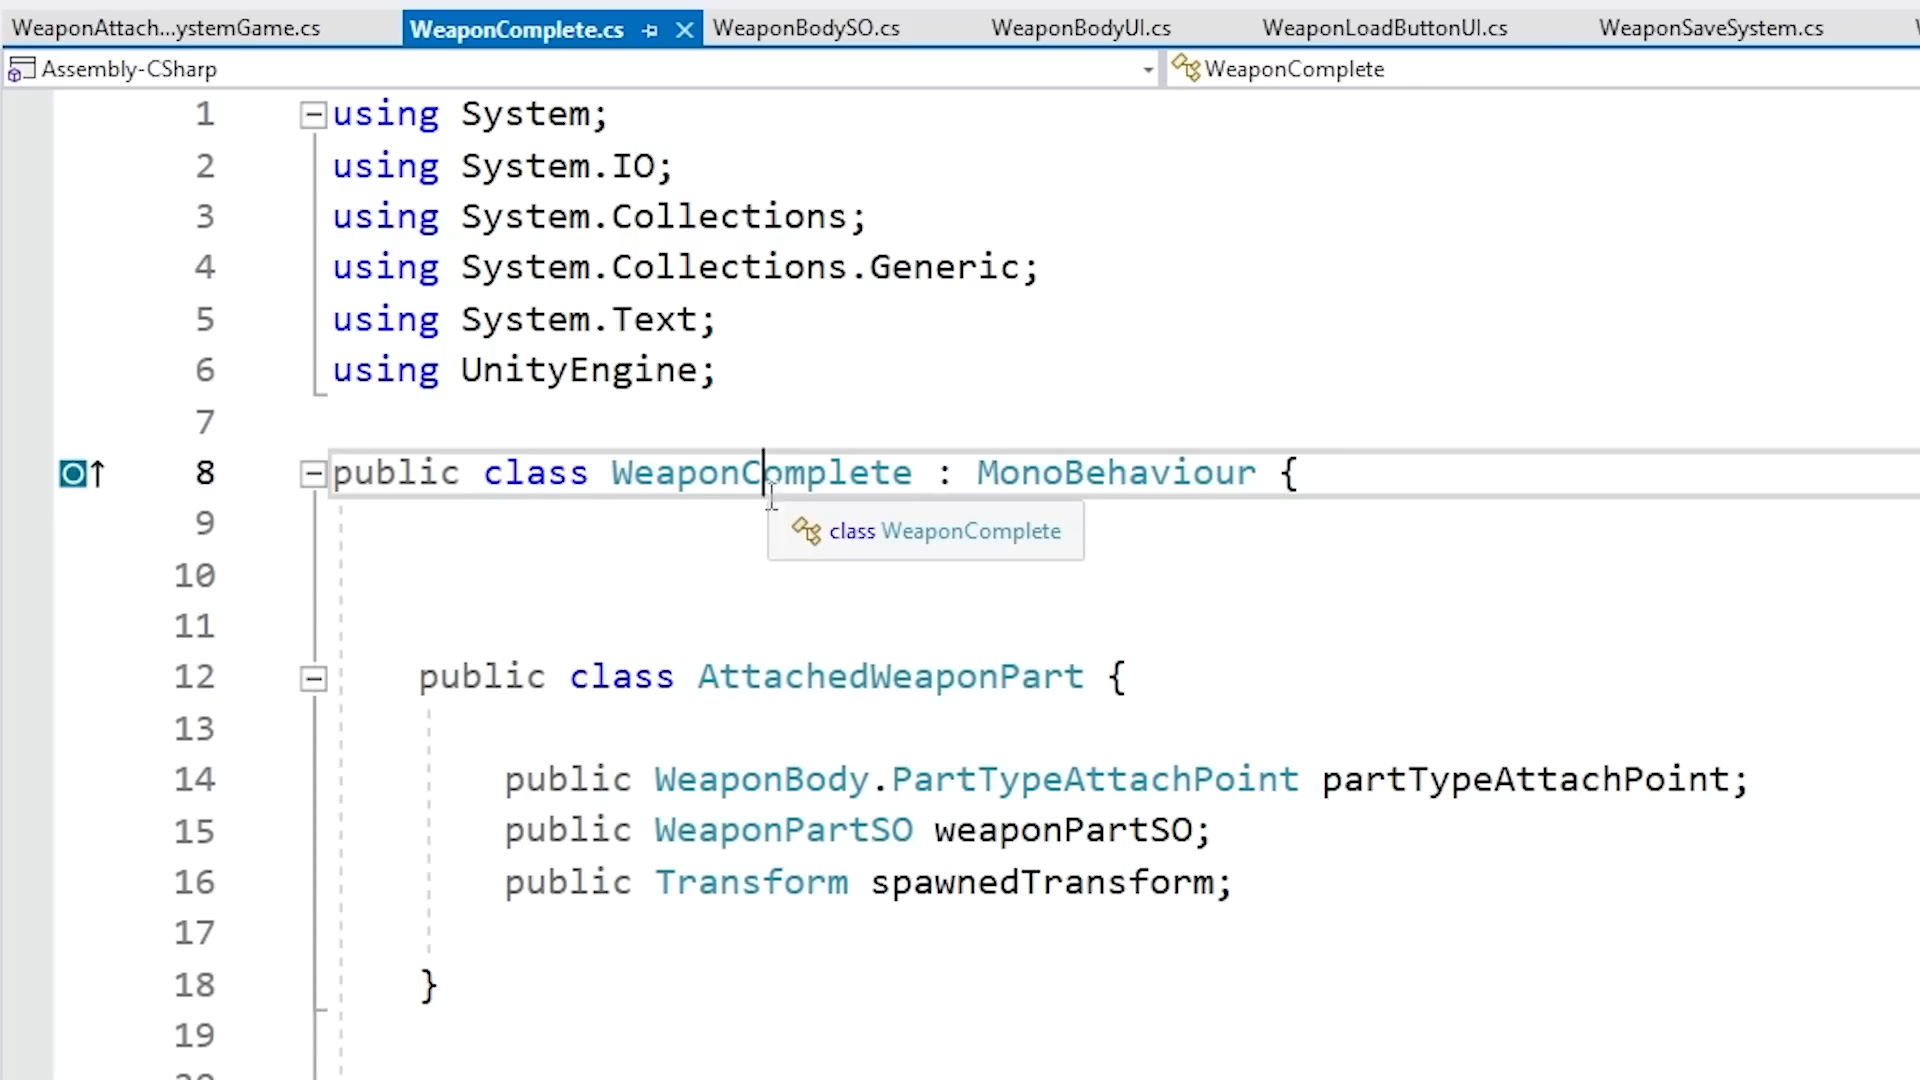 WeaponAttach...ystemGame.cs WeaponComplete.cs WeaponBodySO.cs WeaponBodyUI.cs WeaponLoadButtonUI.cs WeaponSaveSystem.cs
Assembly-CSharp WeaponComplete
1 using System;
2 using System.IO;
3 using System.Collections;
4 using System.Collections.Generic;
5 using System.Text;
6 using UnityEngine;
7
8 public class WeaponComplete : MonoBehaviour {
9
class WeaponComplete
10
11
12 public class AttachedWeaponPart {
13
14 public WeaponBody.PartTypeAttachPoint partTypeAttachPoint;
15 public WeaponPartSO weaponPartSO;
16 public Transform spawnedTransform;
17
18 }
19